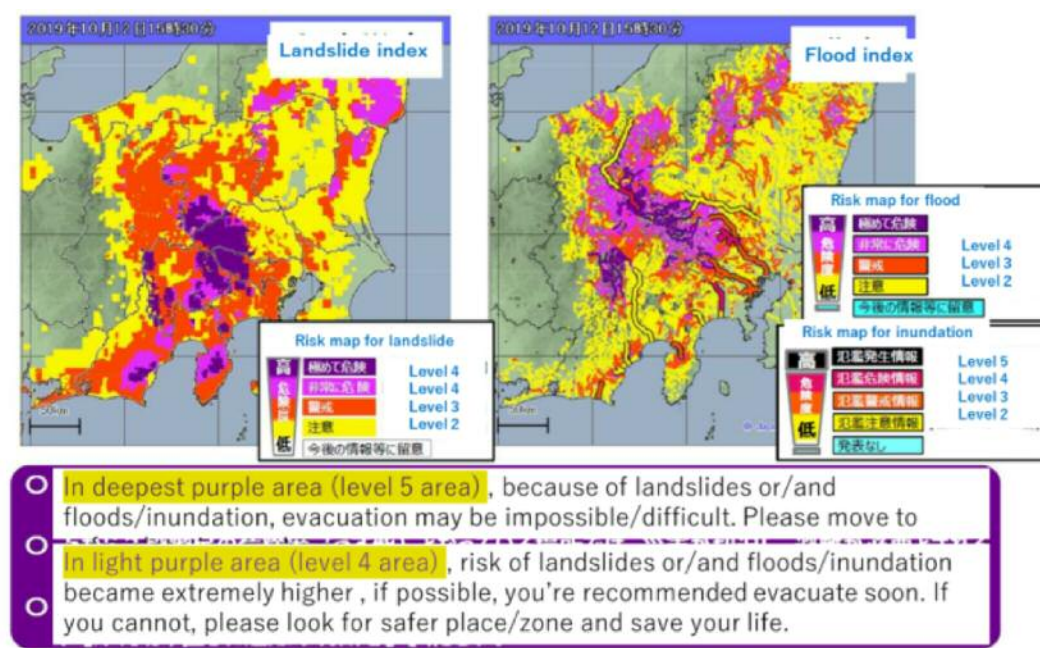 2019年10月12日15時30分
Landslide index
2019年10月12日15時30分
Flood index
Risk map for landslide
高
危険度
低
極めて危険 Level 4
非常に危険 Level 4
警戒 Level 3
注意 Level 2
今後の情報等に留意
50km
Risk map for flood
高
危険度
低
極めて危険
非常に危険 Level 4
警戒 Level 3
注意 Level 2
今後の情報等に留意
Risk map for inundation
高
危険度
低
氾濫発生情報 Level 5
氾濫危険情報 Level 4
氾濫警戒情報 Level 3
氾濫注意情報 Level 2
発表なし
In deepest purple area (level 5 area) , because of landslides or/and
floods/inundation, evacuation may be impossible/difficult. Please move to
In light purple area (level 4 area) , risk of landslides or/and floods/inundation
became extremely higher , if possible, you're recommended evacuate soon. If
you cannot, please look for safer place/zone and save your life.